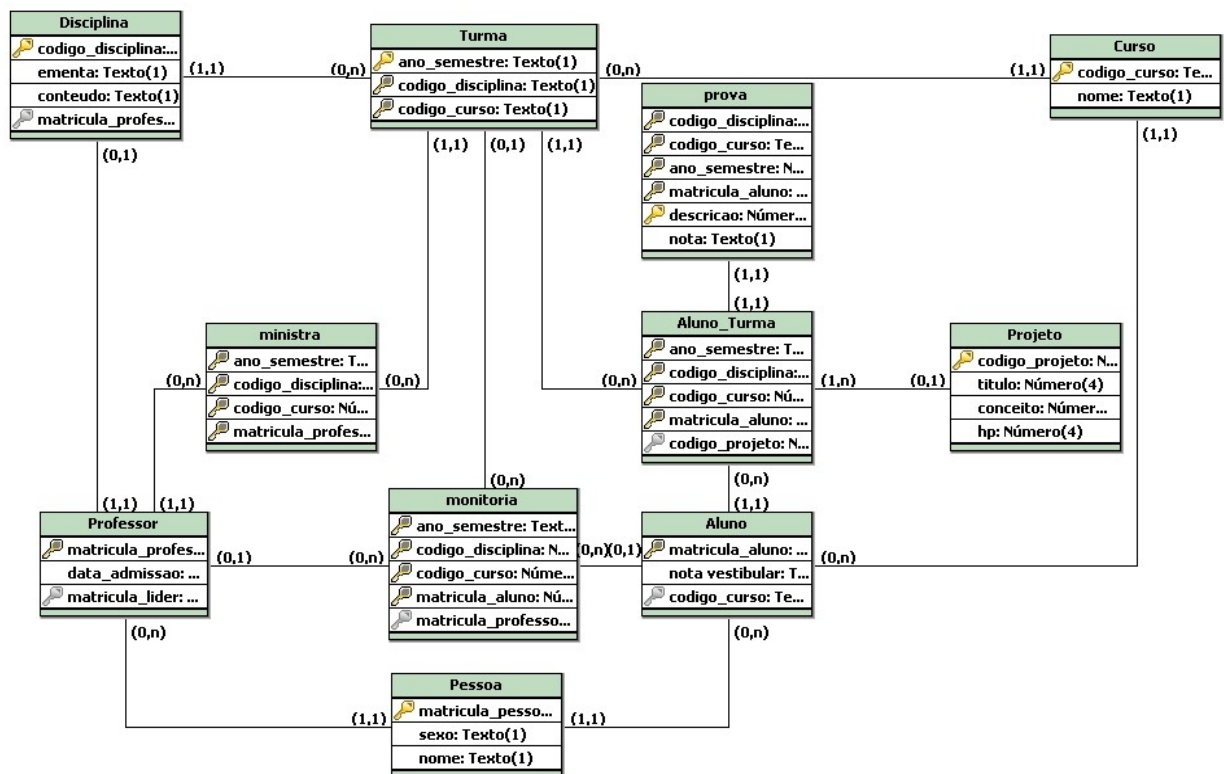 Disciplina
codigo_disciplina:...
ementa: Texto(1)
conteudo: Texto(1)
matricula_profes...
(1,1)
(0,n)
(0,1)
Turma
ano_semestre: Texto(1)
codigo_disciplina: Texto(1)
codigo_curso: Texto(1)
(0,n)
(1,1)
(1,1)
(0,1)
(1,1)
Curso
codigo_curso: Te...
nome: Texto(1)
(1,1)
prova
codigo_disciplina:...
codigo_curso: Te...
ano_semestre: N...
matricula_aluno: ...
descricao: Númer...
nota: Texto(1)
(1,1)
(1,1)
ministra
ano_semestre: T...
codigo_disciplina:...
codigo_curso: Nú...
matricula_profes...
(0,n)
(0,n)
Aluno_Turma
ano_semestre: T...
codigo_disciplina:...
codigo_curso: Núm...
matricula_aluno: ...
codigo_projeto: N...
(0,n)
(1,n)
(0,1)
(0,n)
Projeto
codigo_projeto: N...
titulo: Número(4)
conceito: Númer...
hp: Número(4)
(1,1)
(1,1)
Professor
matricula_profes...
data_admissao: ...
matricula_lider: ...
(0,1)
(0,n)
(0,n)
(0,n)
monitoria
ano_semestre: Text...
codigo_disciplina: N...
codigo_curso: Núme...
matricula_aluno: Nú...
matricula_professo...
(0,n)(0,1)
(1,1)
Aluno
matricula_aluno: ...
nota vestibular: T...
codigo_curso: Te...
(0,n)
(0,n)
Pessoa
matricula_pesso...
sexo: Texto(1)
nome: Texto(1)
(1,1)
(1,1)